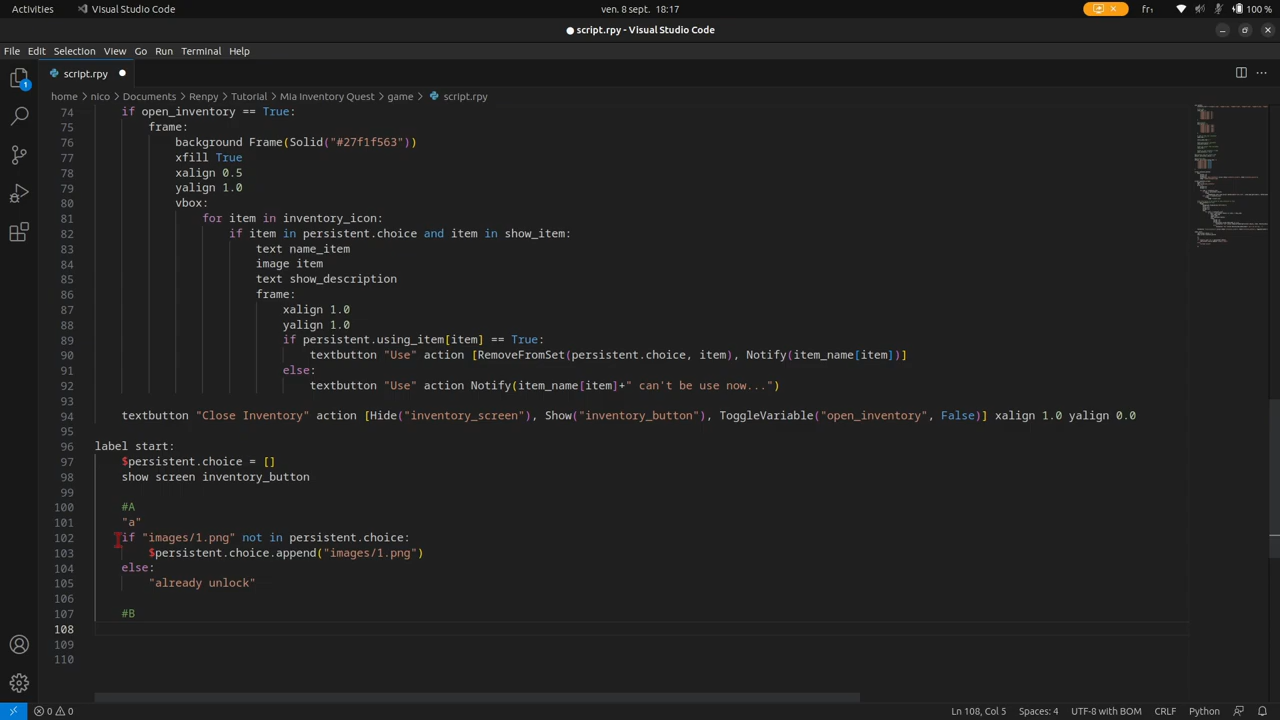 Activities
Visual Studio Code
ven. 8 sept. 18:17
fr₁
100 %
script.rpy - Visual Studio Code
File Edit Selection View Go Run Terminal Help
1
script.rpy
home > nico > Documents > Renpy > Tutorial > Mia Inventory Quest > game > script.rpy
74 if open_inventory == True:
75 frame:
76 background Frame(Solid("#27f1f563"))
77 xfill True
78 xalign 0.5
79 yalign 1.0
80 vbox:
81 for item in inventory_icon:
82 if item in persistent.choice and item in show_item:
83 text name_item
84 image item
85 text show_description
86 frame:
87 xalign 1.0
88 yalign 1.0
89 if persistent.using_item[item] == True:
90 textbutton "Use" action [RemoveFromSet(persistent.choice, item), Notify(item_name[item])]
91 else:
92 textbutton "Use" action Notify(item_name[item]+" can't be use now...")
93
94 textbutton "Close Inventory" action [Hide("inventory_screen"), Show("inventory_button"), ToggleVariable("open_inventory", False)] xalign 1.0 yalign 0.0
95
96 label start:
97 $persistent.choice = []
98 show screen inventory_button
99
100 #A
101 "a"
102 if "images/1.png" not in persistent.choice:
103 $persistent.choice.append("images/1.png")
104 else:
105 "already unlock"
106
107 #B
108
109
110
0 0
Ln 108, Col 5
Spaces: 4
UTF-8 with BOM
CRLF
Python